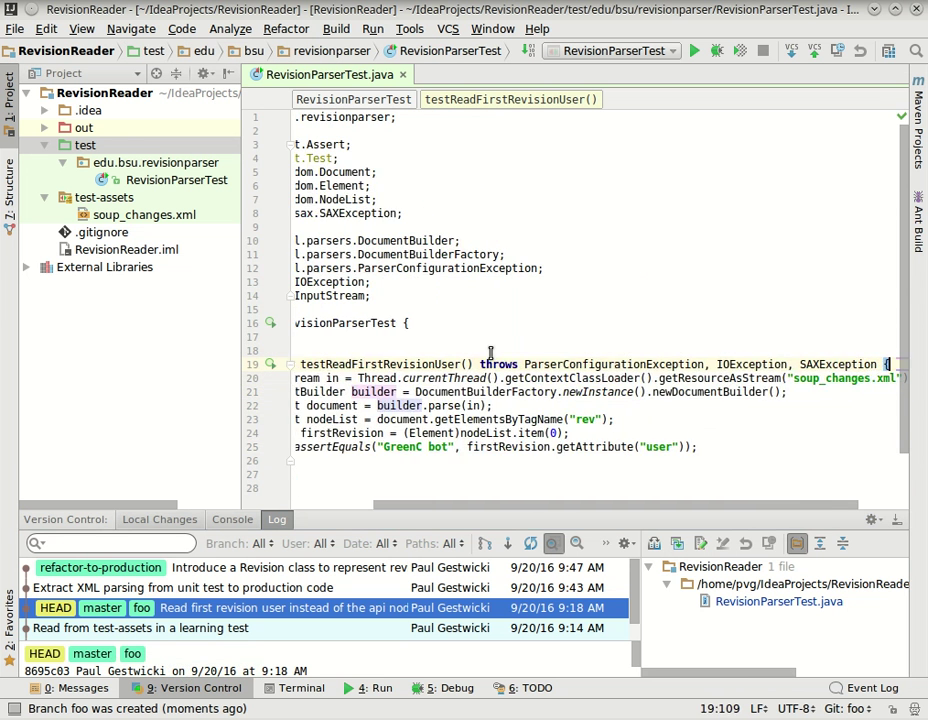 RevisionReader - [~/IdeaProjects/RevisionReader] - [RevisionReader] - ~/IdeaProjects/RevisionReader/test/edu/bsu/revisionparser/RevisionParserTest.java - I...
File Edit View Navigate Code Analyze Refactor Build Run Tools VCS Window Help
RevisionReader test edu bsu revisionparser RevisionParserTest RevisionParserTest VCS VCS
1: Project
7: Structure
2: Favorites
Project
RevisionReader ~/IdeaProjects/
.idea
out
test
edu.bsu.revisionparser
RevisionParserTest
test-assets
soup_changes.xml
.gitignore
RevisionReader.iml
External Libraries
RevisionParserTest.java
RevisionParserTest testReadFirstRevisionUser()
1 .revisionparser;
2
3 t.Assert;
4 t.Test;
5 dom.Document;
6 dom.Element;
7 dom.NodeList;
8 sax.SAXException;
9
10 l.parsers.DocumentBuilder;
11 l.parsers.DocumentBuilderFactory;
12 l.parsers.ParserConfigurationException;
13 IOException;
14 InputStream;
15
16 visionParserTest {
17
18
19 testReadFirstRevisionUser() throws ParserConfigurationException, IOException, SAXException {
20 ream in = Thread.currentThread().getContextClassLoader().getResourceAsStream("soup_changes.xml")
21 tBuilder builder = DocumentBuilderFactory.newInstance().newDocumentBuilder();
22 t document = builder.parse(in);
23 t nodeList = document.getElementsByTagName("rev");
24 firstRevision = (Element)nodeList.item(0);
25 assertEquals("GreenC bot", firstRevision.getAttribute("user"));
26
27
28
Maven Projects
Ant Build
Version Control: Local Changes Console Log
Branch: All User: All Date: All Paths: All
refactor-to-production Introduce a Revision class to represent rev Paul Gestwicki 9/20/16 9:47 AM
Extract XML parsing from unit test to production code Paul Gestwicki 9/20/16 9:43 AM
HEAD master foo Read first revision user instead of the api nod Paul Gestwicki 9/20/16 9:18 AM
Read from test-assets in a learning test Paul Gestwicki 9/20/16 9:14 AM
HEAD master foo
8695c03 Paul Gestwicki on 9/20/16 at 9:18 AM
RevisionReader 1 file
/home/pvg/IdeaProjects/RevisionReade
RevisionParserTest.java
0: Messages 9: Version Control Terminal 4: Run 5: Debug 6: TODO Event Log
Branch foo was created (moments ago) 19:109 LF UTF-8 Git: foo